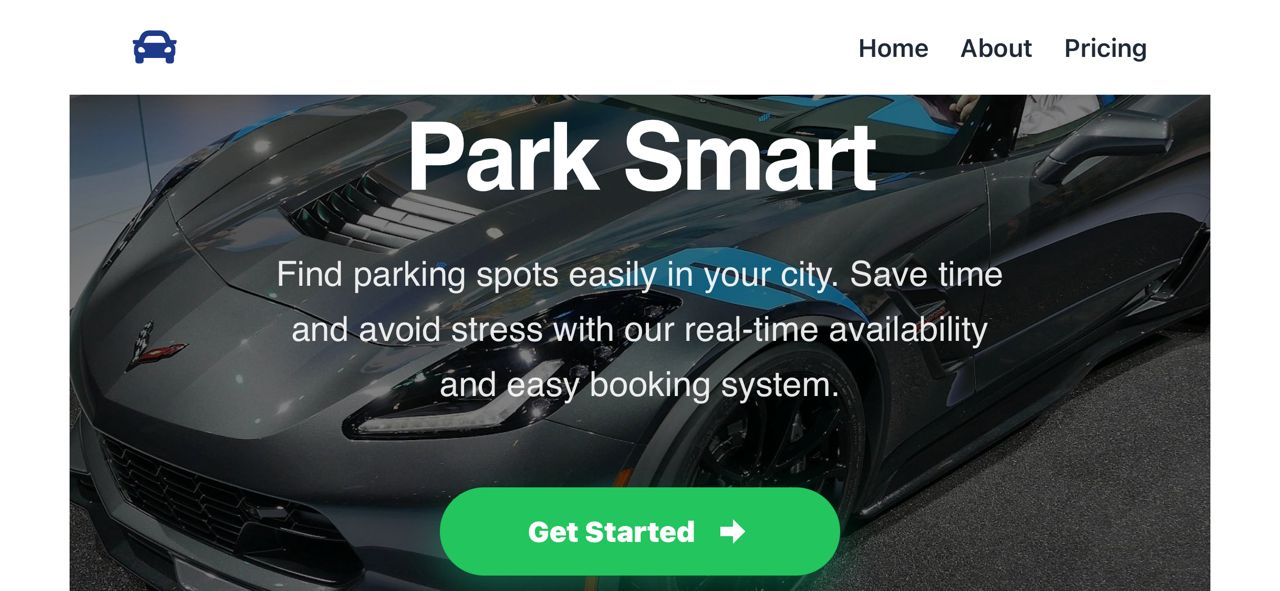 Home About Pricing
Park Smart
Find parking spots easily in your city. Save time
and avoid stress with our real-time availability
and easy booking system.
Get Started